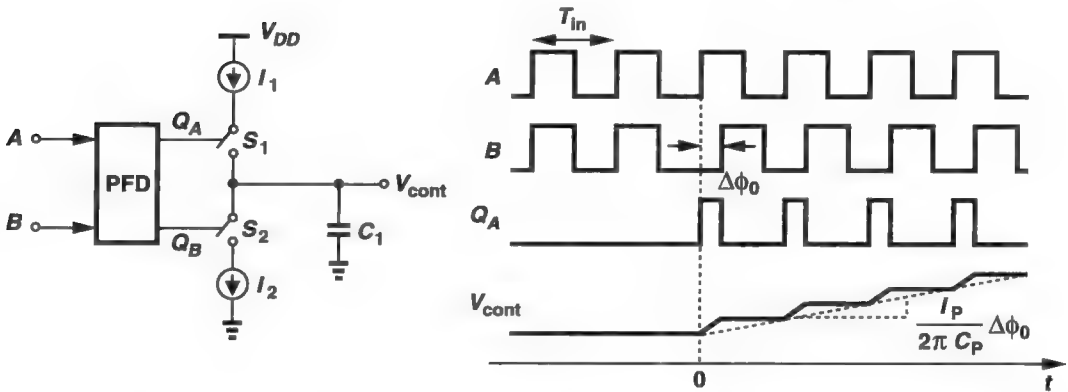 V_DD
I_1
A
Q_A
S_1
PFD
V_cont
B
Q_B
S_2
C_1
I_2
T_in
A
B
Δϕ_0
Q_A
V_cont
I_P / 2π C_P Δϕ_0
0
t